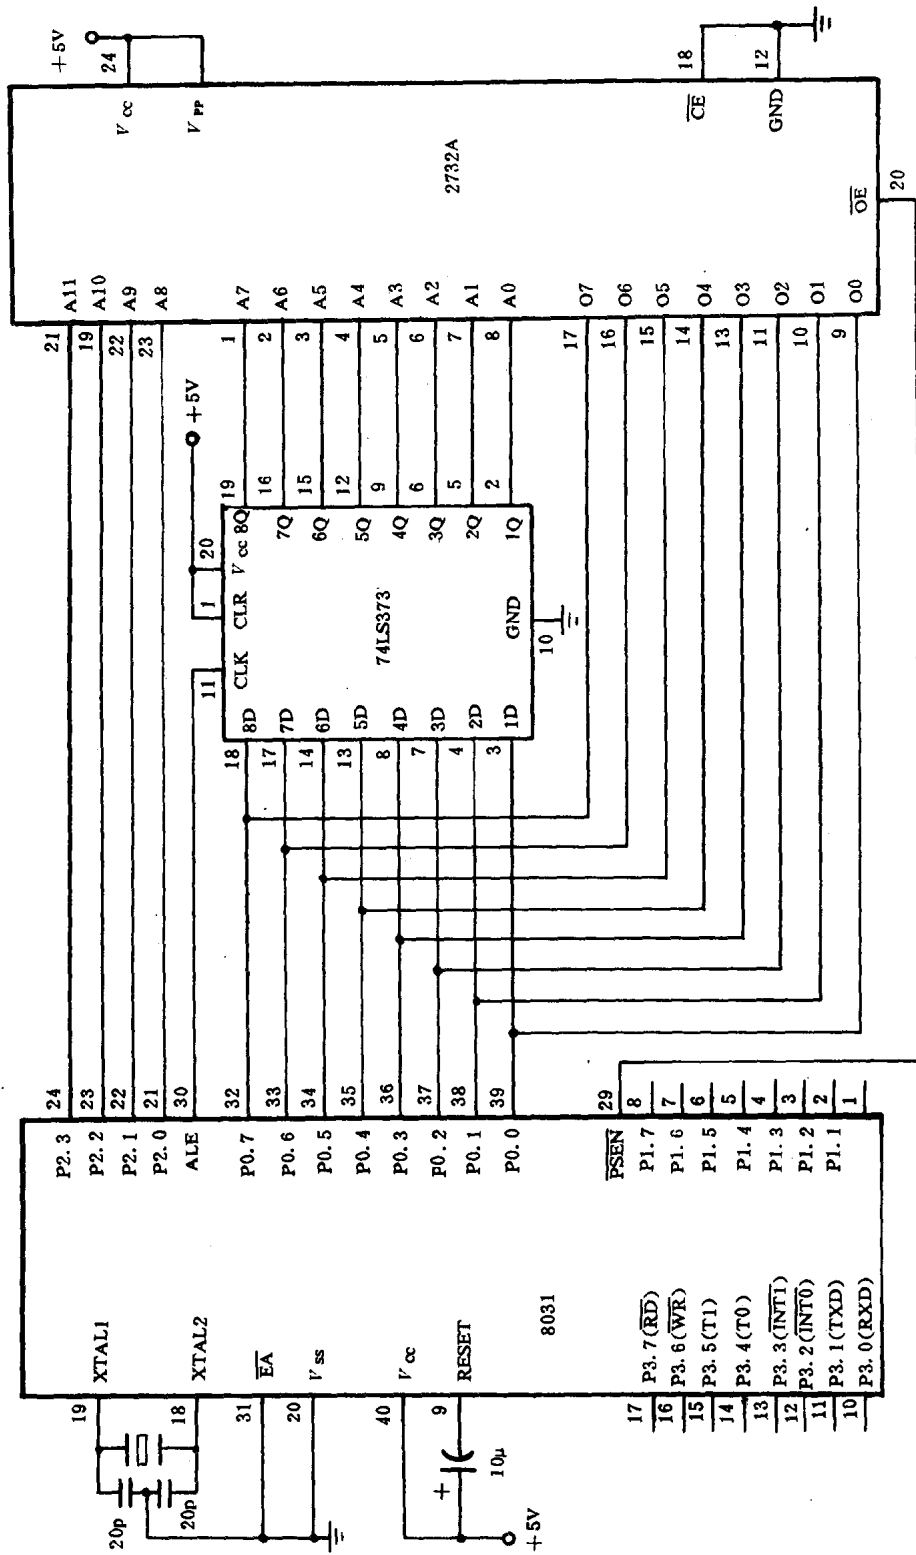 XTAL1
XTAL2
EA
Vss
Vcc
RESET
8031
19
18
31
20
40
9
20p
20p
10μ
+
+5V
P3.7(RD)
P3.6(WR)
P3.5(T1)
P3.4(T0)
P3.3(INT1)
P3.2(INT0)
P3.1(TXD)
P3.0(RXD)
17
16
15
14
13
12
11
10
P2.3
P2.2
P2.1
P2.0
ALE
P0.7
P0.6
P0.5
P0.4
P0.3
P0.2
P0.1
P0.0
PSEN
P1.7
P1.6
P1.5
P1.4
P1.3
P1.2
P1.1
24
23
22
21
30
32
33
34
35
36
37
38
39
29
8
7
6
5
4
3
2
1
18
17
14
13
8
7
4
3
8D
7D
6D
5D
4D
3D
2D
1D
11
1
20
CLK
CLR
Vcc
74LS373
GND
10
+5V
8Q
7Q
6Q
5Q
4Q
3Q
2Q
1Q
19
16
15
12
9
6
5
2
21
19
22
23
1
2
3
4
5
6
7
8
17
16
15
14
13
11
10
9
A11
A10
A9
A8
A7
A6
A5
A4
A3
A2
A1
A0
O7
O6
O5
O4
O3
O2
O1
O0
2732A
OE
20
Vcc
VPP
CE
GND
24
18
12
+5V